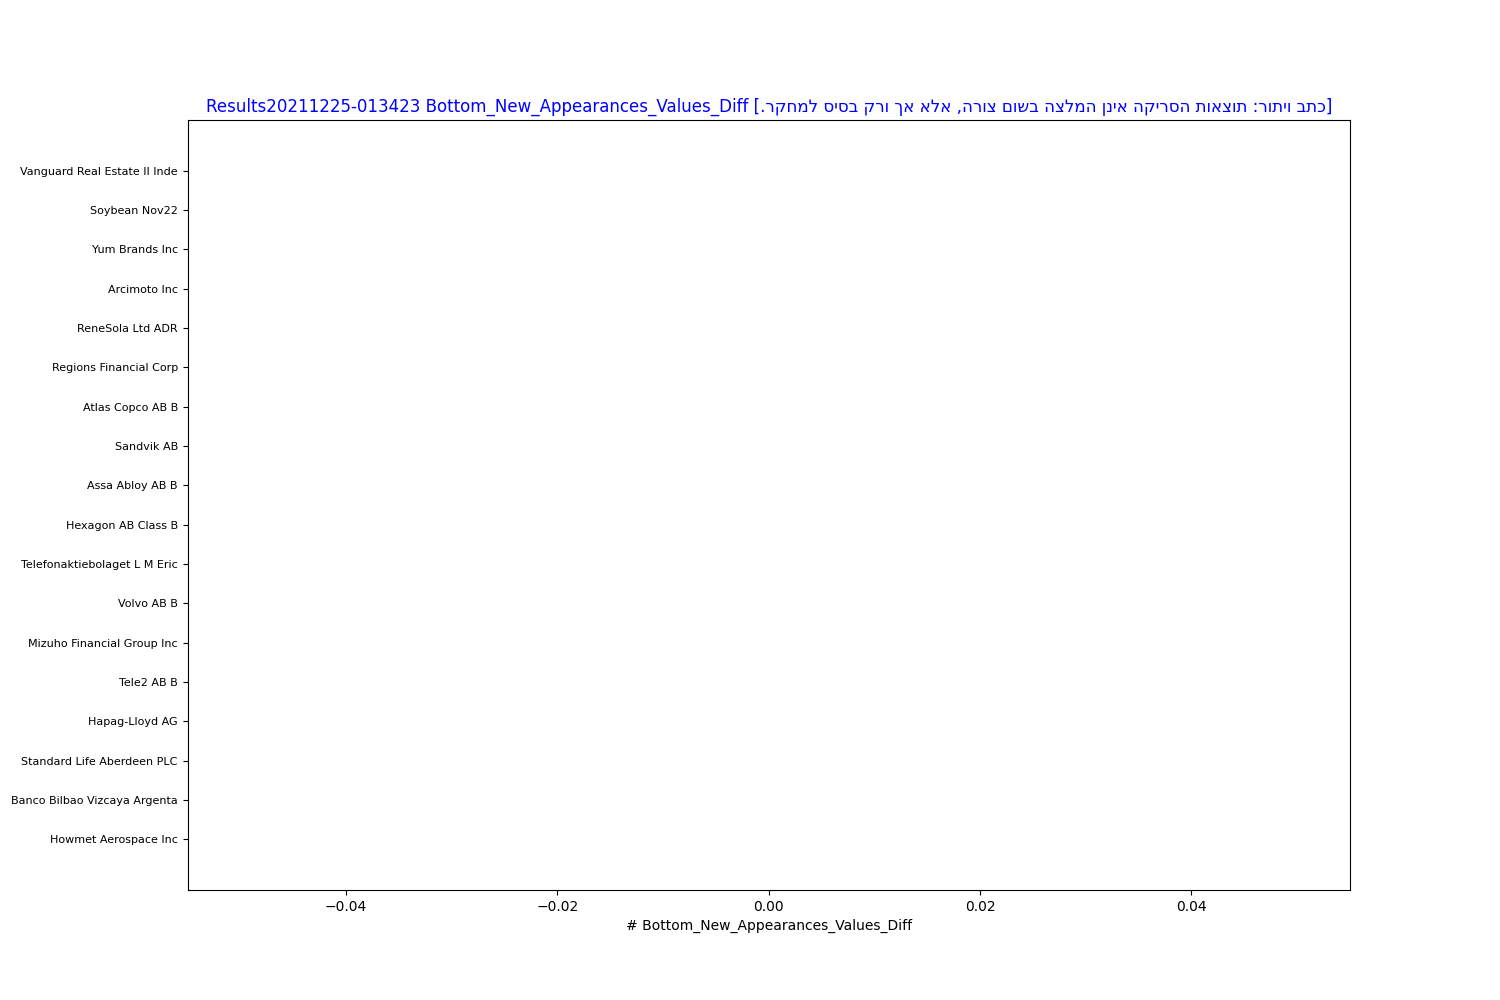 Results20211225-013423 Bottom_New_Appearances_Values_Diff [כתב ויתור: תוצאות הסריקה אינן המלצה בשום צורה, אלא אך ורק בסיס למחקר.]
Vanguard Real Estate II Inde
Soybean Nov22
Yum Brands Inc
Arcimoto Inc
ReneSola Ltd ADR
Regions Financial Corp
Atlas Copco AB B
Sandvik AB
Assa Abloy AB B
Hexagon AB Class B
Telefonaktiebolaget L M Eric
Volvo AB B
Mizuho Financial Group Inc
Tele2 AB B
Hapag-Lloyd AG
Standard Life Aberdeen PLC
Banco Bilbao Vizcaya Argenta
Howmet Aerospace Inc
−0.04 −0.02 0.00 0.02 0.04
# Bottom_New_Appearances_Values_Diff